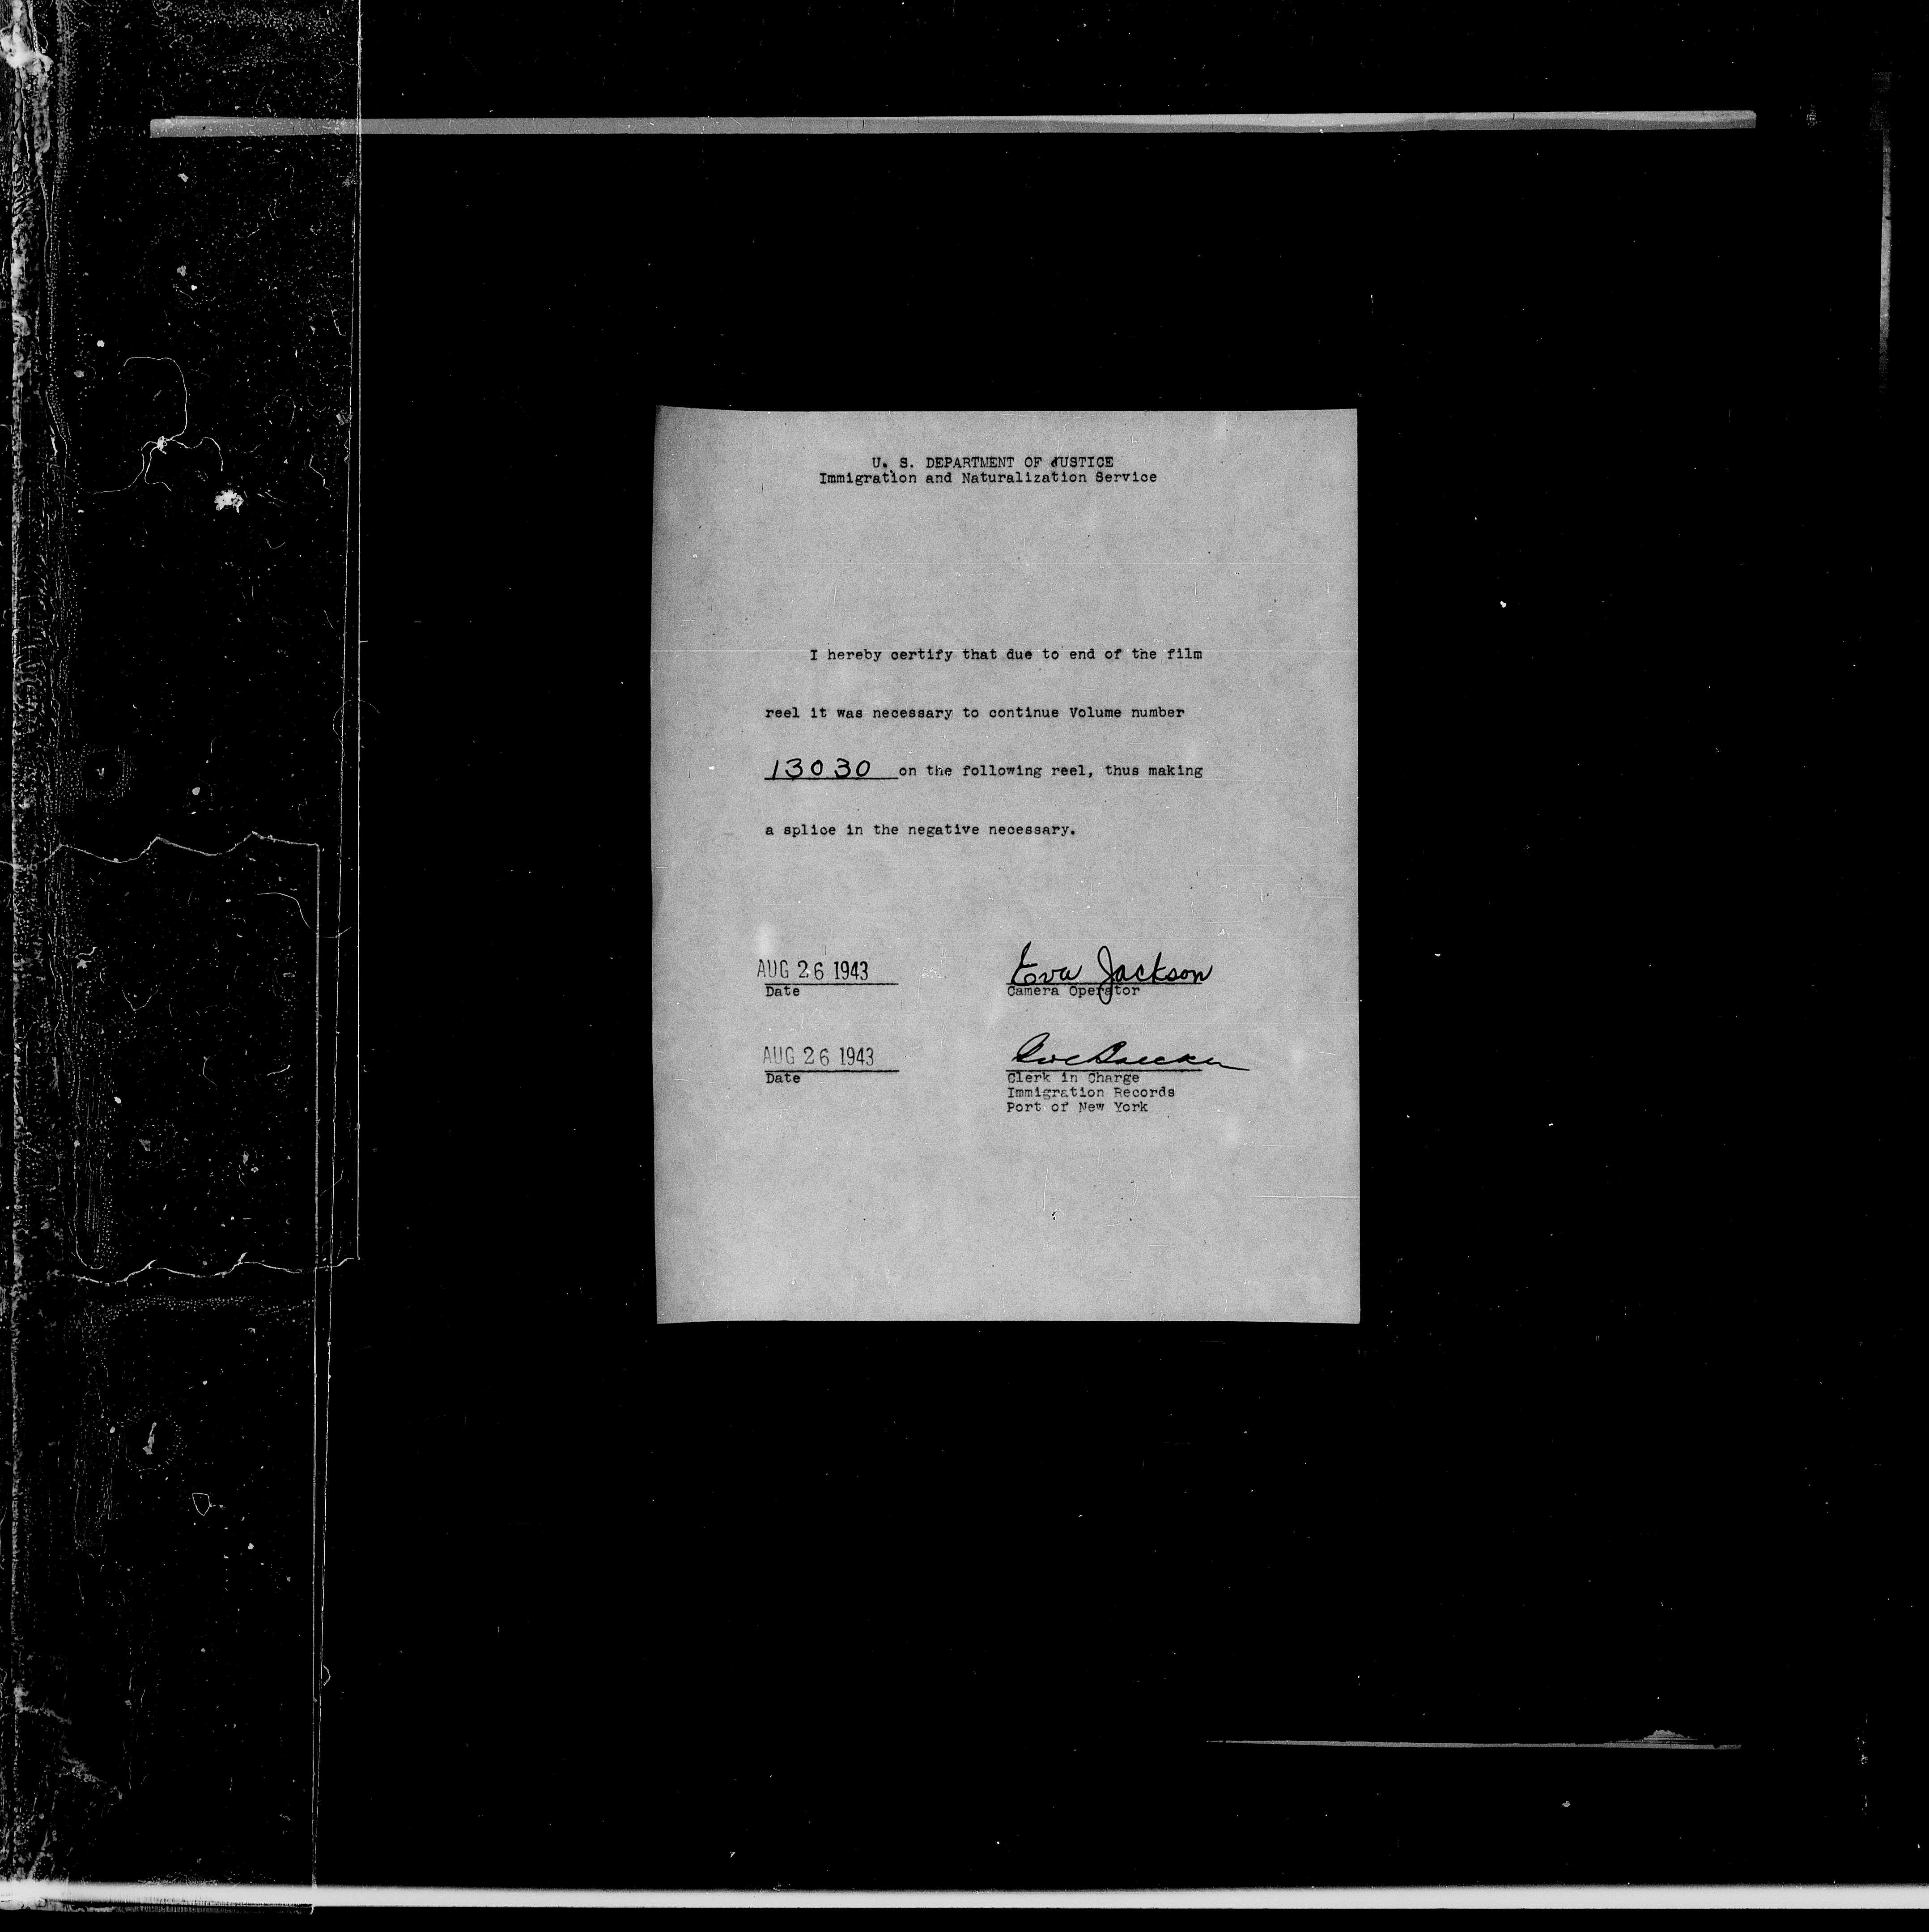 U. S. DEPARTMENT OF JUSTICE
Immigration and Naturalization Service
I hereby certify that due to end of the film
reel it was necessary to continue Volume number
13030 on the following reel, thus making
a splice in the negative necessary.
AUG 26 1943 Eva Jackson
Date Camera Operator
AUG 26 1943
Date Clerk in Charge
Immigration Records
Port of New York